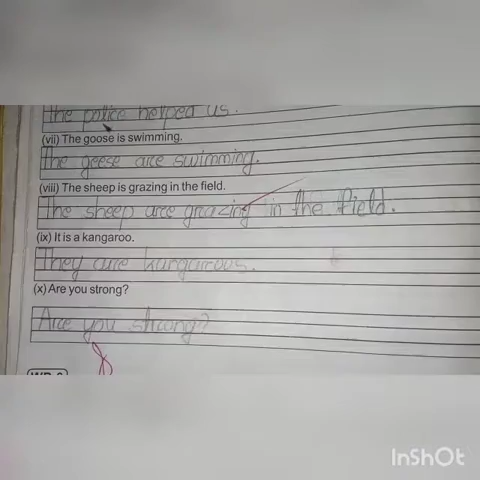 The police helped us.
(vii) The goose is swimming.
The geese are swimming.
(viii) The sheep is grazing in the field.
The sheep are grazing in the field.
(ix) It is a kangaroo.
They are kangaroos.
(x) Are you strong?
Are you strong?
InShOt